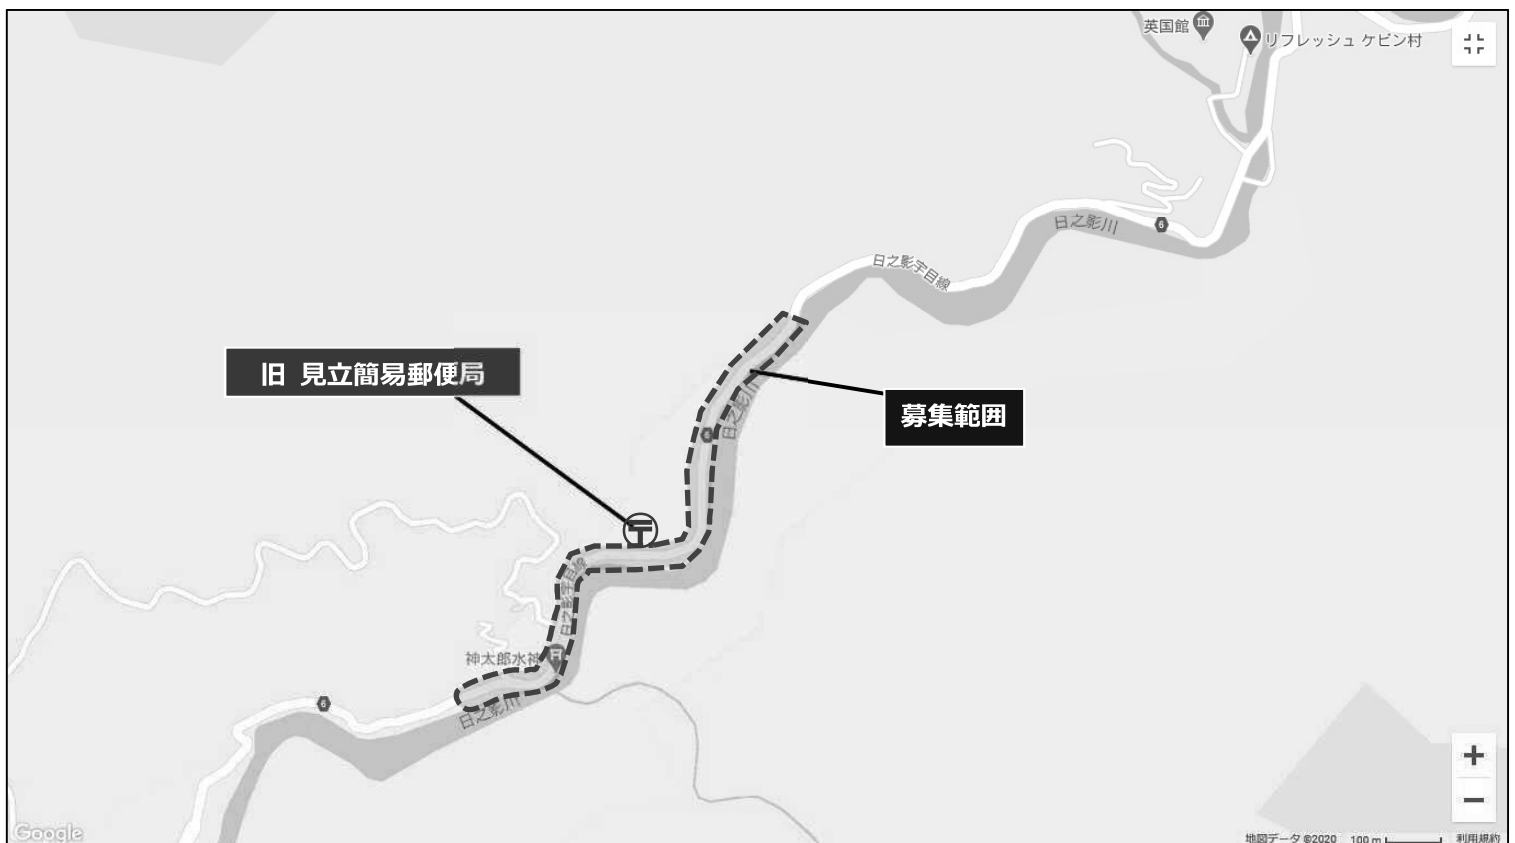 英国館
リフレッシュ ケビン村
日之影川
6
日之影宇目線
旧 見立簡易郵便局
募集範囲
日之影川
日之影宇目線
神太郎水神
6
日之影川
Google
地図データ ©2020 100 m 利用規約